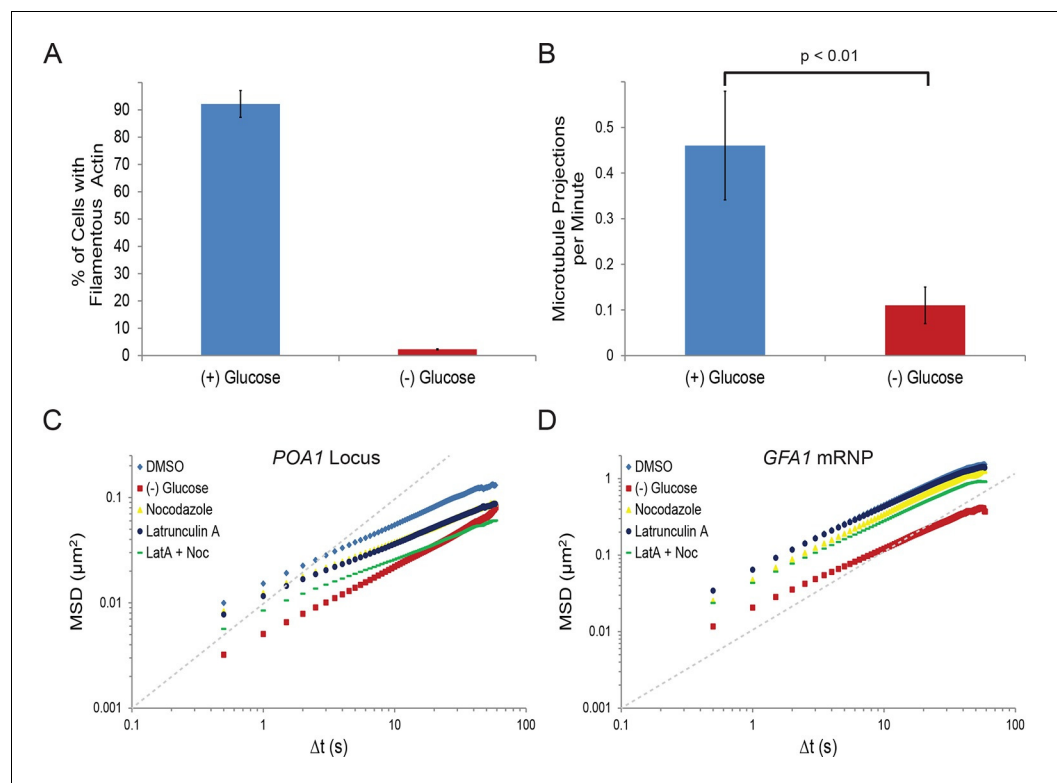 A
% of Cells with
Filamentous Actin
90
80
70
60
50
40
30
20
10
0
(+) Glucose
(-) Glucose
B
p < 0.01
Microtubule Projections
per Minute
0.5
0.4
0.3
0.2
0.1
0
(+) Glucose
(-) Glucose
C
POA1 Locus
DMSO
(-) Glucose
Nocodazole
Latrunculin A
LatA + Noc
MSD (µm²)
0.1
0.01
0.001
0.1
1
10
100
Δt (s)
D
GFA1 mRNP
DMSO
(-) Glucose
Nocodazole
Latrunculin A
LatA + Noc
MSD (µm²)
1
0.1
0.01
0.001
0.1
1
10
100
Δt (s)